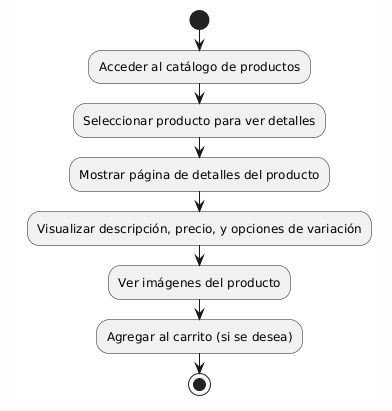 Acceder al catálogo de productos
Seleccionar producto para ver detalles
Mostrar página de detalles del producto
Visualizar descripción, precio, y opciones de variación
Ver imágenes del producto
Agregar al carrito (si se desea)